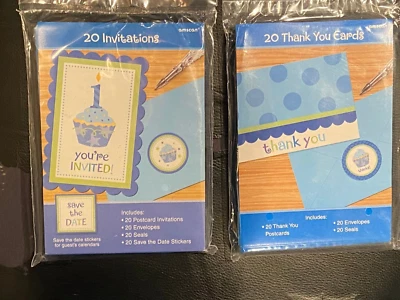 20 Invitations
amscan
1
you're
INVITED!
save
the
DATE
Save the date stickers
for guest's calendars
Includes:
• 20 Postcard Invitations
• 20 Envelopes
• 20 Seals
• 20 Save the Date Stickers
20 Thank You Cards
amscan
thank you
Includes:
• 20 Thank You
Postcards
• 20 Envelopes
• 20 Seals